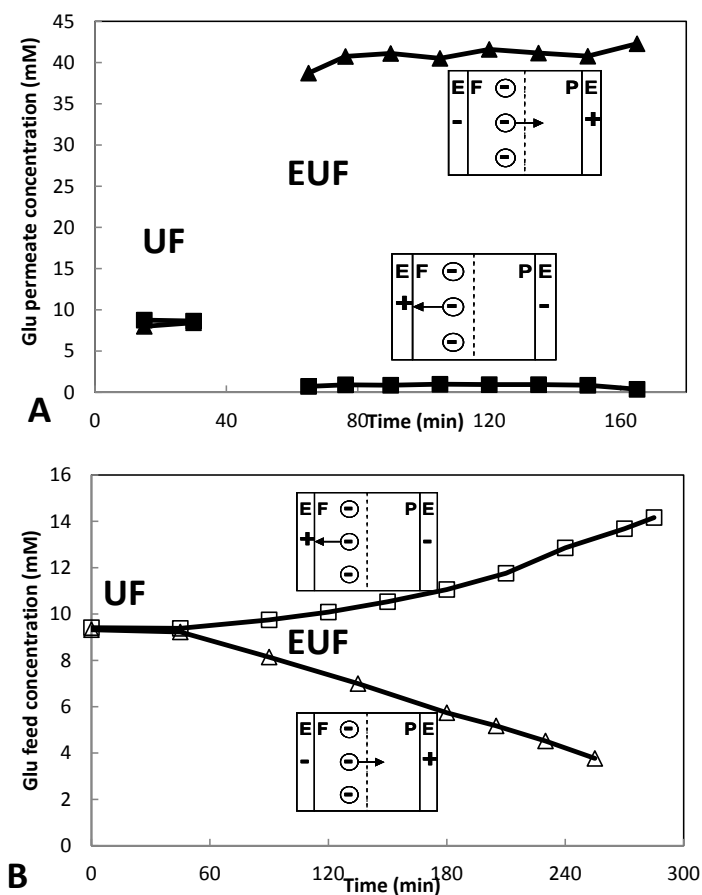 45
40
35
30
25
20
15
10
5
0
Glu permeate concentration (mM)
E F P E
- - - - +
EUF
UF
E F P E
+ - - - -
0 40 80 120 160
Time (min)
A
16
14
12
10
8
6
4
2
0
Glu feed concentration (mM)
E F P E
+ - - - -
UF
EUF
E F P E
- - - - +
0 60 120 180 240 300
Time (min)
B